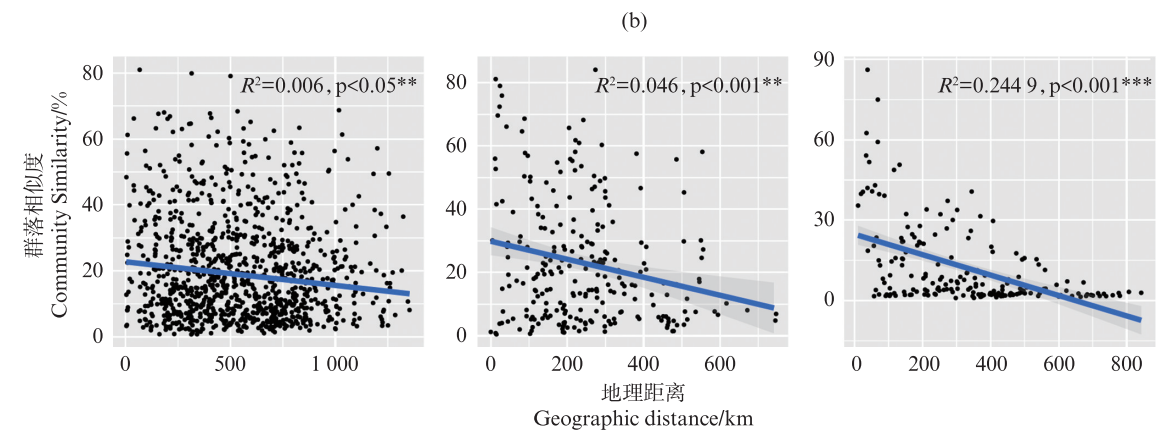 (b)
R²=0.006, p<0.05**
R²=0.046, p<0.001**
R²=0.244 9, p<0.001***
群落相似度
Community Similarity/%
80
60
40
20
0
80
60
40
20
0
90
60
30
0
0 500 1 000
0 200 400 600
0 200 400 600 800
地理距离
Geographic distance/km